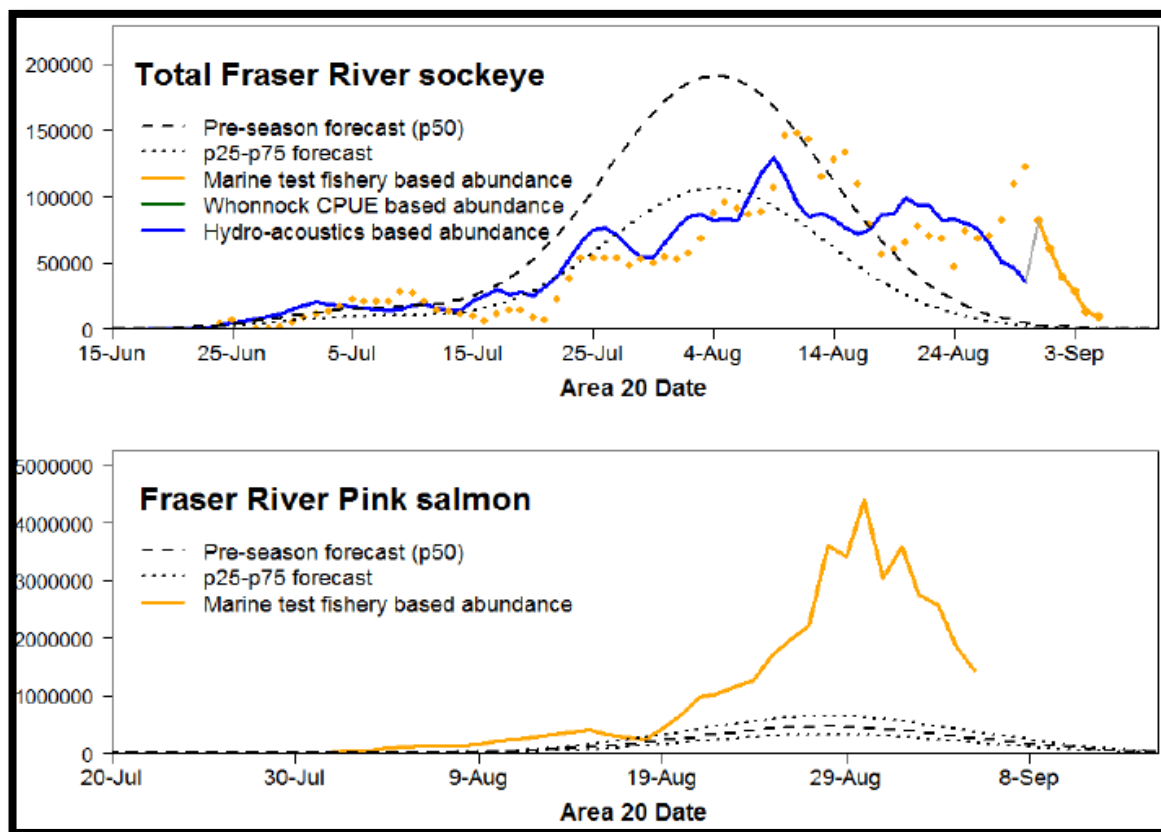 200000
150000
100000
50000
0
Total Fraser River sockeye
Pre-season forecast (p50)
p25-p75 forecast
Marine test fishery based abundance
Whonnock CPUE based abundance
Hydro-acoustics based abundance
15-Jun 25-Jun 5-Jul 15-Jul 25-Jul 4-Aug 14-Aug 24-Aug 3-Sep
Area 20 Date
5000000
4000000
3000000
2000000
1000000
0
Fraser River Pink salmon
Pre-season forecast (p50)
p25-p75 forecast
Marine test fishery based abundance
20-Jul 30-Jul 9-Aug 19-Aug 29-Aug 8-Sep
Area 20 Date